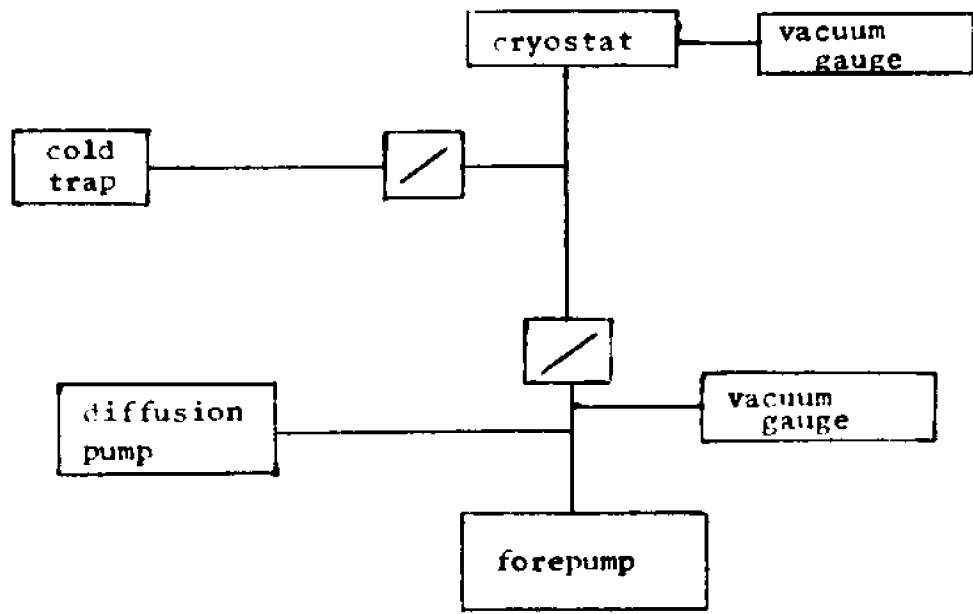 cryostat
vacuum
gauge
cold
trap
diffusion
pump
vacuum
gauge
forepump